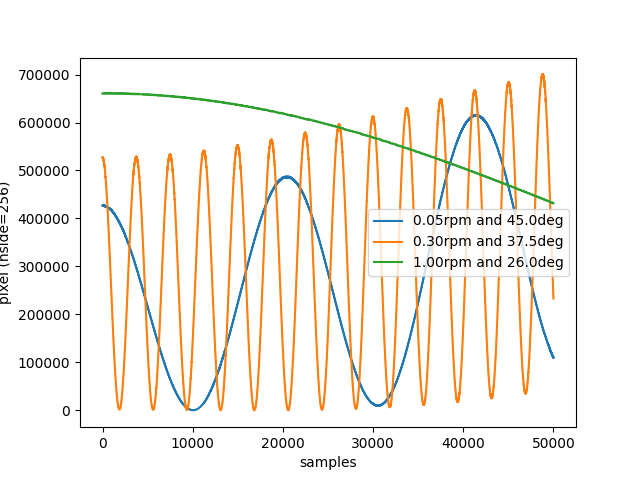 700000
600000
500000
400000
300000
200000
100000
0
pixel (nside=256)
0.05rpm and 45.0deg
0.30rpm and 37.5deg
1.00rpm and 26.0deg
0 10000 20000 30000 40000 50000
samples